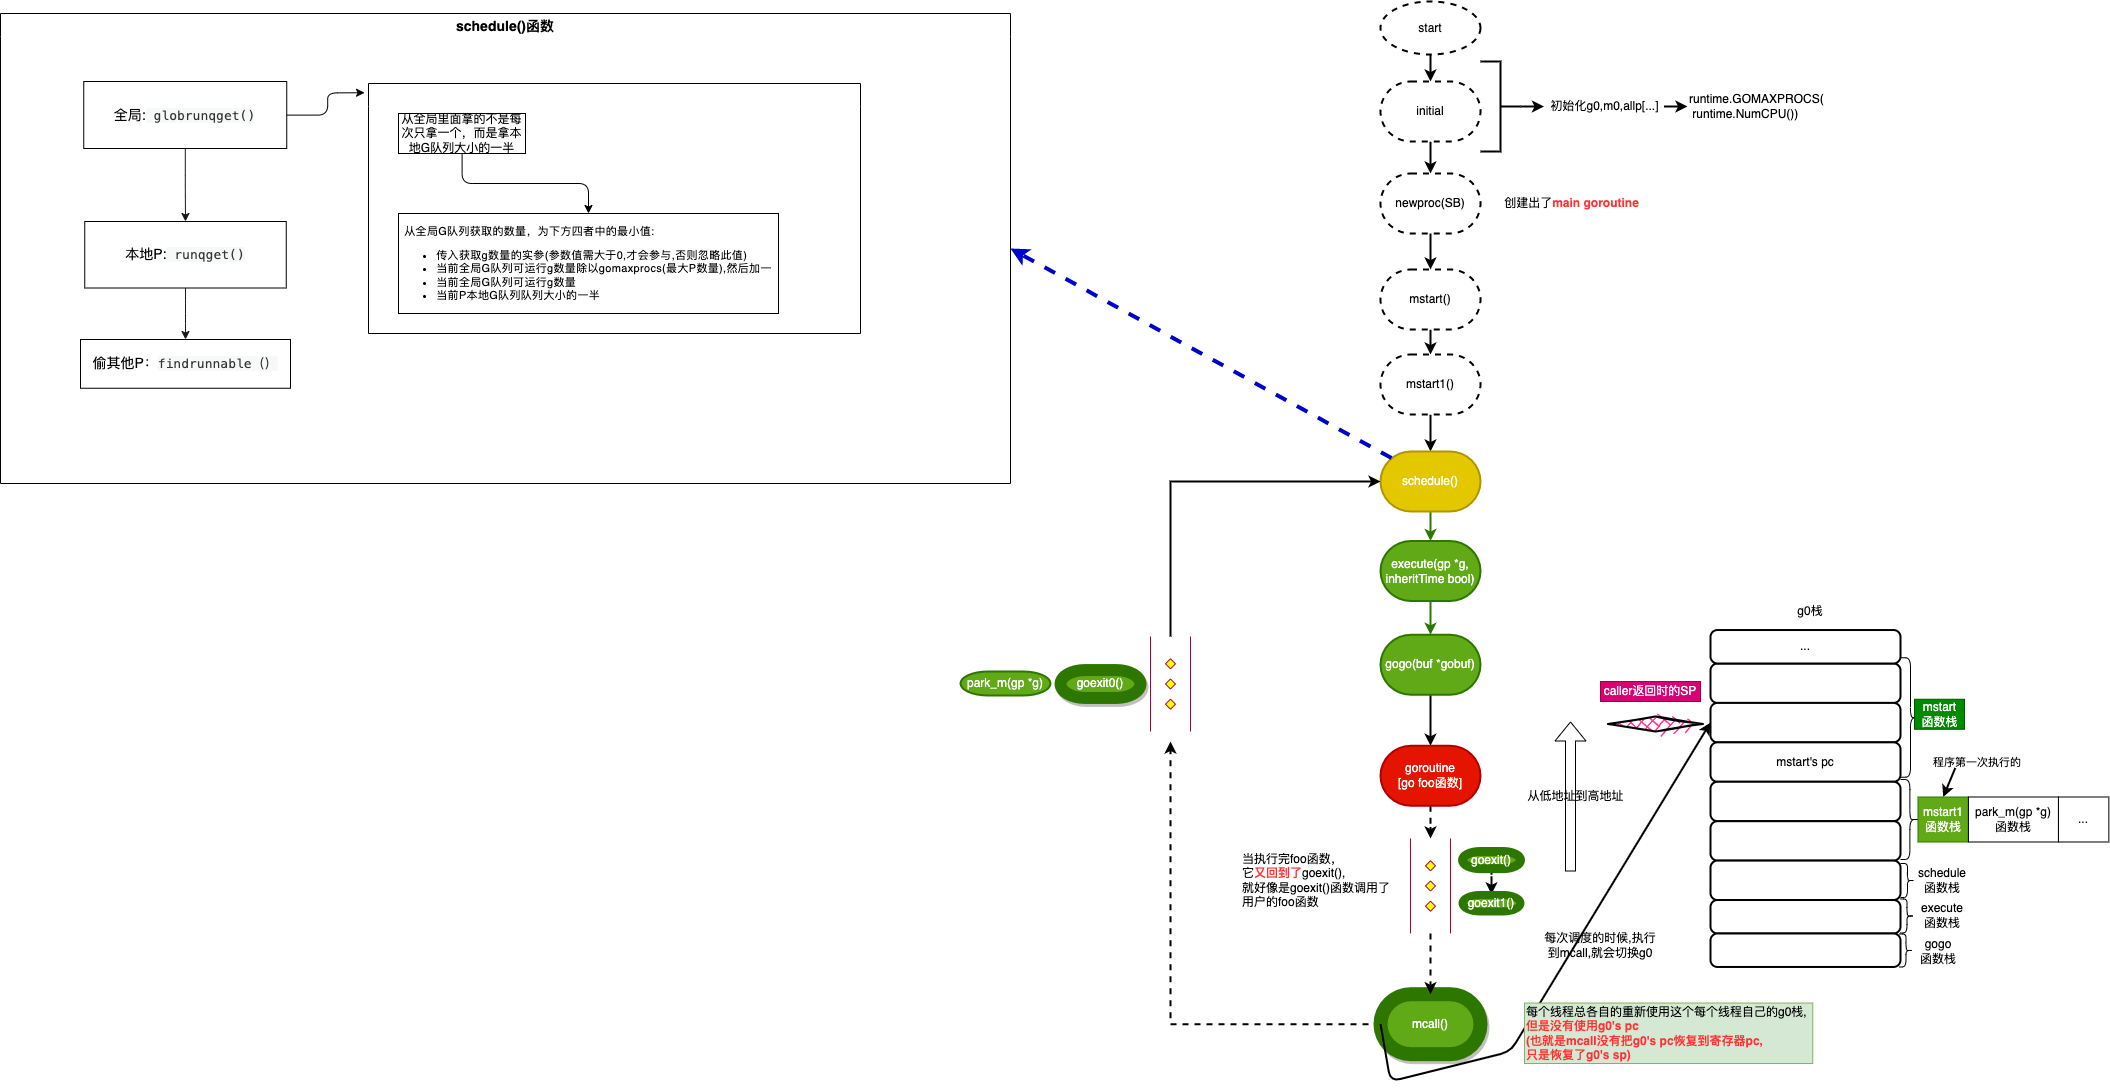 schedule()函数
全局: globrunqget()
从全局里面拿的不是每
次只拿一个，而是拿本
地G队列大小的一半
本地P: runqget()
从全局G队列获取的数量，为下方四者中的最小值:
传入获取g数量的实参(参数值需大于0,才会参与,否则忽略此值)
当前全局G队列可运行g数量除以gomaxprocs(最大P数量),然后加一
当前全局G队列可运行g数量
当前P本地G队列队列大小的一半
偷其他P: findrunnable ()
start
initial
初始化g0,m0,allp[...]
runtime.GOMAXPROCS(
runtime.NumCPU())
newproc(SB)
创建出了main goroutine
mstart()
mstart1()
schedule()
execute(gp *g,
inheritTime bool)
gogo(buf *gobuf)
goroutine
[go foo函数]
park_m(gp *g)
goexit0()
当执行完foo函数，
它又回到了goexit(),
就好像是goexit()函数调用了
用户的foo函数
goexit()
goexit1()
mcall()
从低地址到高地址
每次调度的时候,执行
到mcall,就会切换g0
每个线程总各自的重新使用这个每个线程自己的g0栈,
但是没有使用g0's pc
(也就是mcall没有把g0's pc恢复到寄存器pc,
只是恢复了g0's sp)
g0栈
...
caller返回时的SP
mstart
函数栈
mstart's pc
程序第一次执行的
mstart1
函数栈
park_m(gp *g)
函数栈
...
schedule
函数栈
execute
函数栈
gogo
函数栈